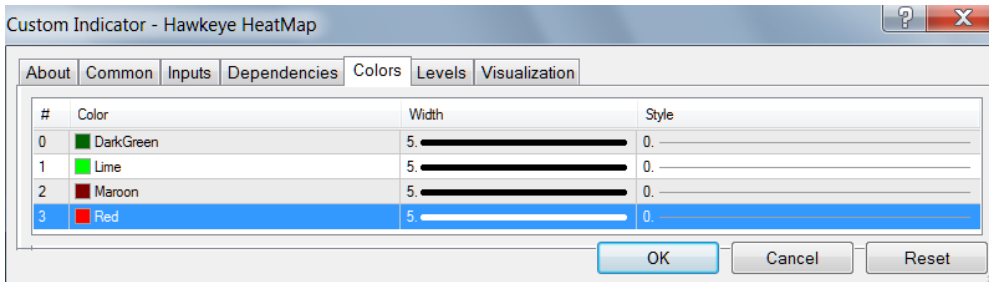 Custom Indicator - Hawkeye HeatMap
? X
About Common Inputs Dependencies Colors Levels Visualization
# Color Width Style
0 DarkGreen 5. 0.
1 Lime 5. 0.
2 Maroon 5. 0.
3 Red 5. 0.
OK Cancel Reset